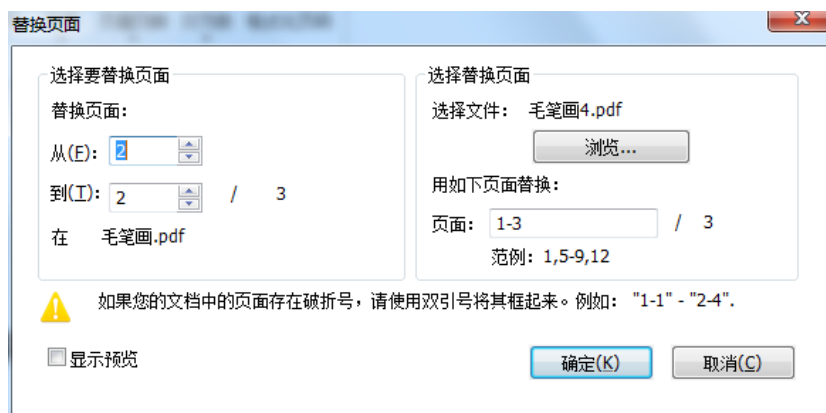 替换页面
选择要替换页面
替换页面：
从(F)： 2
到(T)： 2 / 3
在 毛笔画.pdf
选择替换页面
选择文件： 毛笔画4.pdf
浏览...
用如下页面替换：
页面： 1-3 / 3
范例：1,5-9,12
如果您的文档中的页面存在破折号，请使用双引号将其框起来。例如： "1-1" - "2-4".
显示预览
确定(K)
取消(C)